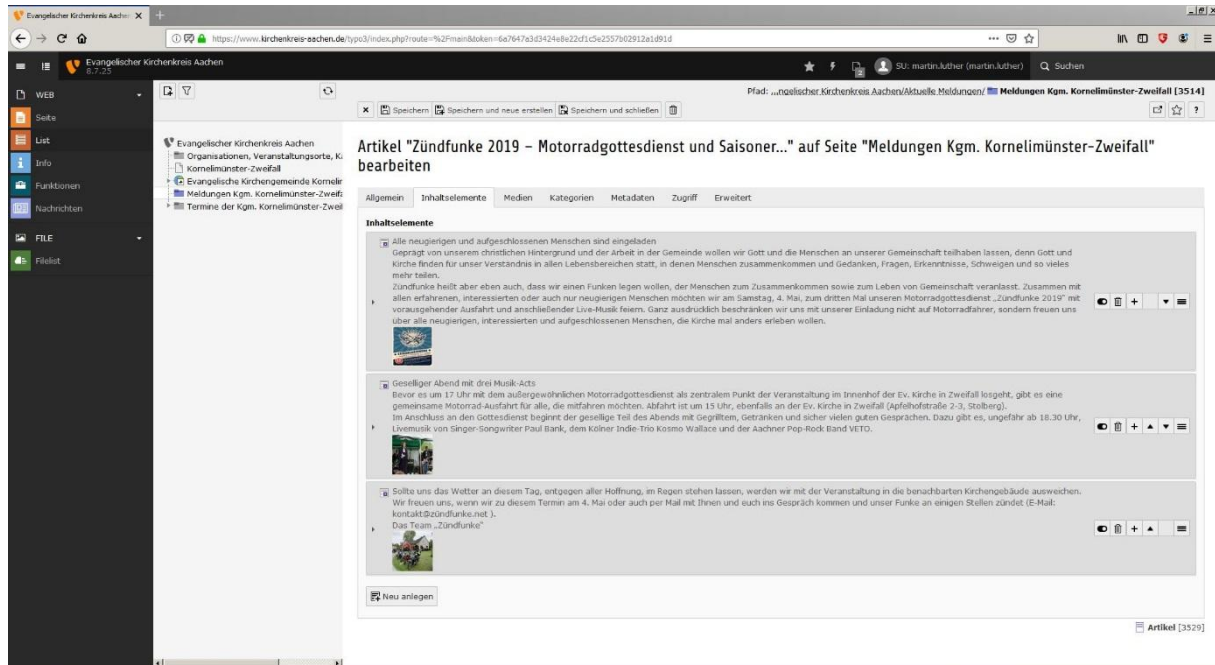 Evangelischer Kirchenkreis Aachen
https://www.kirchenkreis-aachen.de/typo3/index.php?route=%2Fmain&token=6a7647a3d3424e8e22cf1c5e2557b02912a1d91d
Evangelischer Kirchenkreis Aachen
8.7.25
2
SU: martin.luther (martin.luther)
Suchen
WEB
Seite
List
Info
Funktionen
Nachrichten
FILE
Filelist
Evangelischer Kirchenkreis Aachen
Organisationen, Veranstaltungsorte, Ka
Kornelimünster-Zweifall
Evangelische Kirchengemeinde Kornelir
Meldungen Kgm. Kornelimünster-Zweifa
Termine der Kgm. Kornelimünster-Zweif
Pfad: ...ngelischer Kirchenkreis Aachen/Aktuelle Meldungen/ Meldungen Kgm. Kornelimünster-Zweifall [3514]
Speichern Speichern und neue erstellen Speichern und schließen
Artikel "Zündfunke 2019 – Motorradgottesdienst und Saisoner..." auf Seite "Meldungen Kgm. Kornelimünster-Zweifall"
bearbeiten
Allgemein Inhaltselemente Medien Kategorien Metadaten Zugriff Erweitert
Inhaltselemente
Alle neugierigen und aufgeschlossenen Menschen sind eingeladen
Geprägt von unserem christlichen Hintergrund und der Arbeit in der Gemeinde wollen wir Gott und die Menschen an unserer Gemeinschaft teilhaben lassen, denn Gott und
Kirche finden für unser Verständnis in allen Lebensbereichen statt, in denen Menschen zusammenkommen und Gedanken, Fragen, Erkenntnisse, Schweigen und so vieles
mehr teilen.
Zündfunke heißt aber eben auch, dass wir einen Funken legen wollen, der Menschen zum Zusammenkommen sowie zum Leben von Gemeinschaft veranlasst. Zusammen mit
allen erfahrenen, interessierten oder auch nur neugierigen Menschen möchten wir am Samstag, 4. Mai, zum dritten Mal unseren Motorradgottesdienst „Zündfunke 2019" mit
vorausgehender Ausfahrt und anschließender Live-Musik feiern. Ganz ausdrücklich beschränken wir uns mit unserer Einladung nicht auf Motorradfahrer, sondern freuen uns
über alle neugierigen, interessierten und aufgeschlossenen Menschen, die Kirche mal anders erleben wollen.
Geselliger Abend mit drei Musik-Acts
Bevor es um 17 Uhr mit dem außergewöhnlichen Motorradgottesdienst als zentralem Punkt der Veranstaltung im Innenhof der Ev. Kirche in Zweifall losgeht, gibt es eine
gemeinsame Motorrad-Ausfahrt für alle, die mitfahren möchten. Abfahrt ist um 15 Uhr, ebenfalls an der Ev. Kirche in Zweifall (Apfelhofstraße 2-3, Stolberg).
Im Anschluss an den Gottesdienst beginnt der gesellige Teil des Abends mit Gegrilltem, Getränken und sicher vielen guten Gesprächen. Dazu gibt es, ungefähr ab 18.30 Uhr,
Livemusik von Singer-Songwriter Paul Bank, dem Kölner Indie-Trio Kosmo Wallace und der Aachner Pop-Rock Band VETO.
Sollte uns das Wetter an diesem Tag, entgegen aller Hoffnung, im Regen stehen lassen, werden wir mit der Veranstaltung in die benachbarten Kirchengebäude ausweichen.
Wir freuen uns, wenn wir zu diesem Termin am 4. Mai oder auch per Mail mit Ihnen und euch ins Gespräch kommen und unser Funke an einigen Stellen zündet (E-Mail:
kontakt@zündfunke.net ).
Das Team „Zündfunke"
Neu anlegen
Artikel [3529]